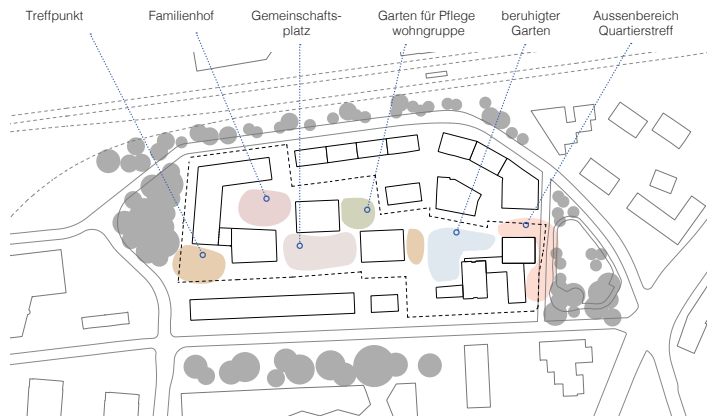 Treffpunkt
Familienhof
Gemeinschafts-
platz
Garten für Pflege
wohngruppe
beruhigter
Garten
Aussenbereich
Quartierstreff